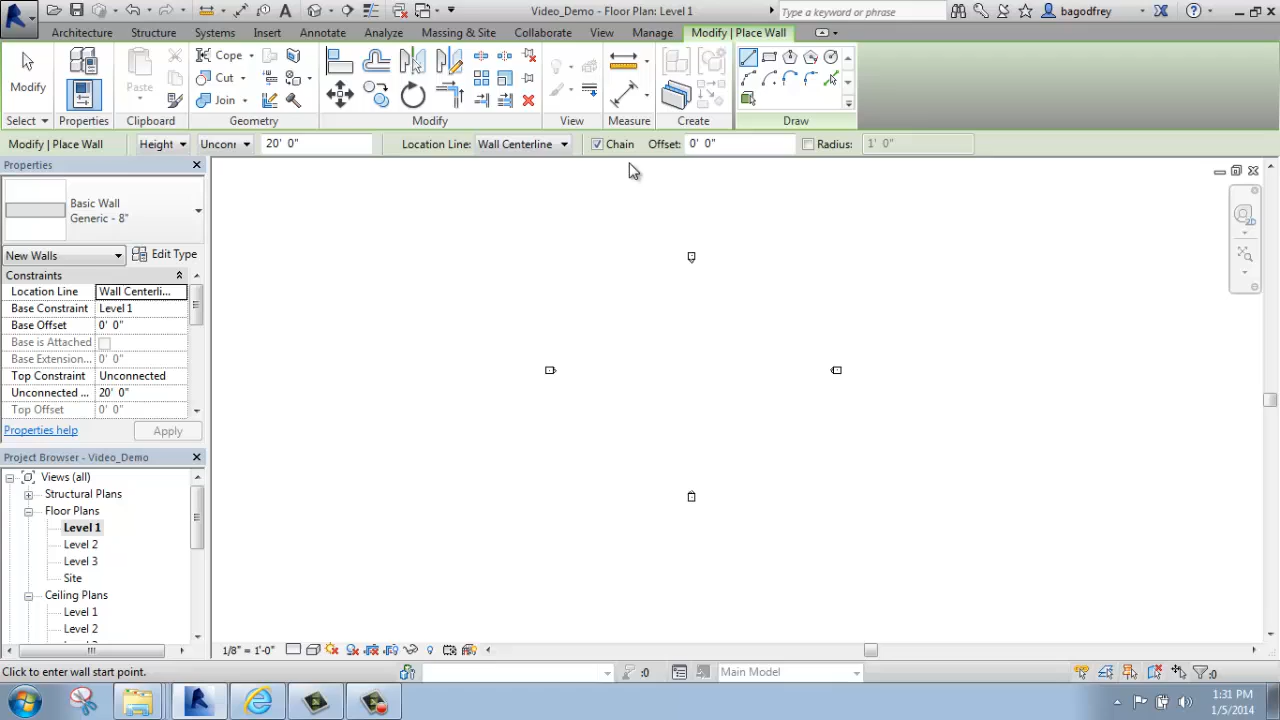 Video_Demo - Floor Plan: Level 1
Type a keyword or phrase
bagodfrey
Architecture
Structure
Systems
Insert
Annotate
Analyze
Massing & Site
Collaborate
View
Manage
Modify | Place Wall
Modify
Paste
Cope
Cut
Join
Select
Properties
Clipboard
Geometry
Modify
View
Measure
Create
Draw
Modify | Place Wall
Height
Unconr
20' 0"
Location Line:
Wall Centerline
Chain
Offset:
0' 0"
Radius:
1' 0"
Properties
Basic Wall
Generic - 8"
New Walls
Edit Type
Constraints
Location Line
Wall Centerli...
Base Constraint
Level 1
Base Offset
0' 0"
Base is Attached
Base Extension...
0' 0"
Top Constraint
Unconnected
Unconnected ...
20' 0"
Top Offset
0' 0"
Properties help
Apply
Project Browser - Video_Demo
Views (all)
Structural Plans
Floor Plans
Level 1
Level 2
Level 3
Site
Ceiling Plans
Level 1
Level 2
2D
1/8" = 1'-0"
Click to enter wall start point.
:0
Main Model
:0
1:31 PM
1/5/2014